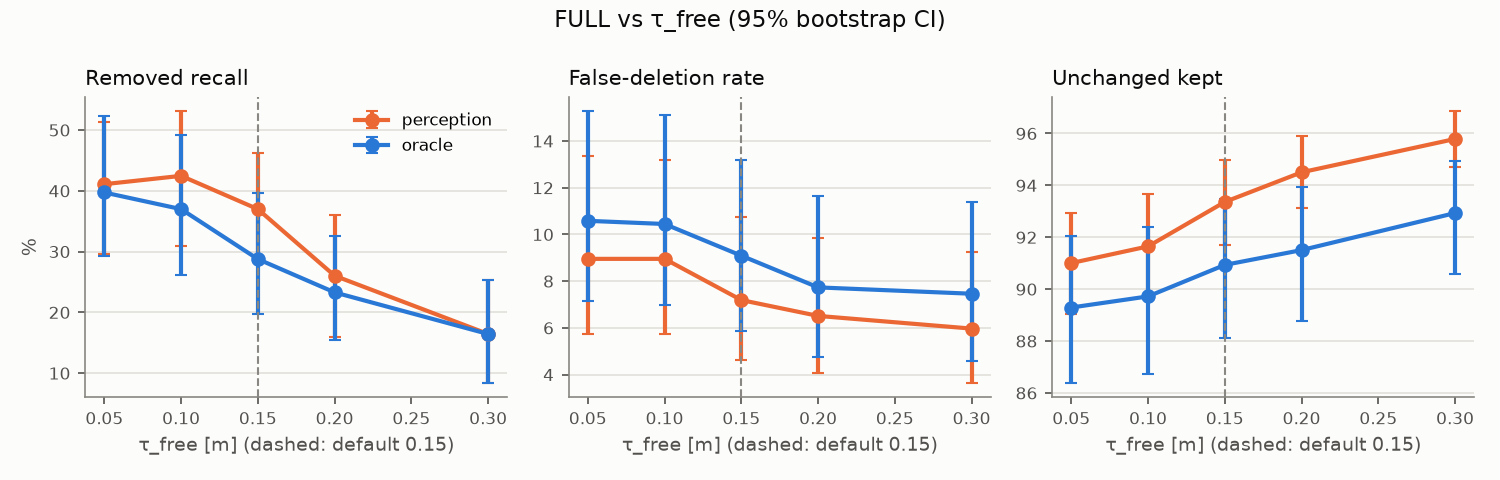 FULL vs τ_free (95% bootstrap CI)
Removed recall
perception
oracle
%
50
40
30
20
10
0.05 0.10 0.15 0.20 0.25 0.30
τ_free [m] (dashed: default 0.15)
False-deletion rate
14
12
10
8
6
4
0.05 0.10 0.15 0.20 0.25 0.30
τ_free [m] (dashed: default 0.15)
Unchanged kept
96
94
92
90
88
86
0.05 0.10 0.15 0.20 0.25 0.30
τ_free [m] (dashed: default 0.15)